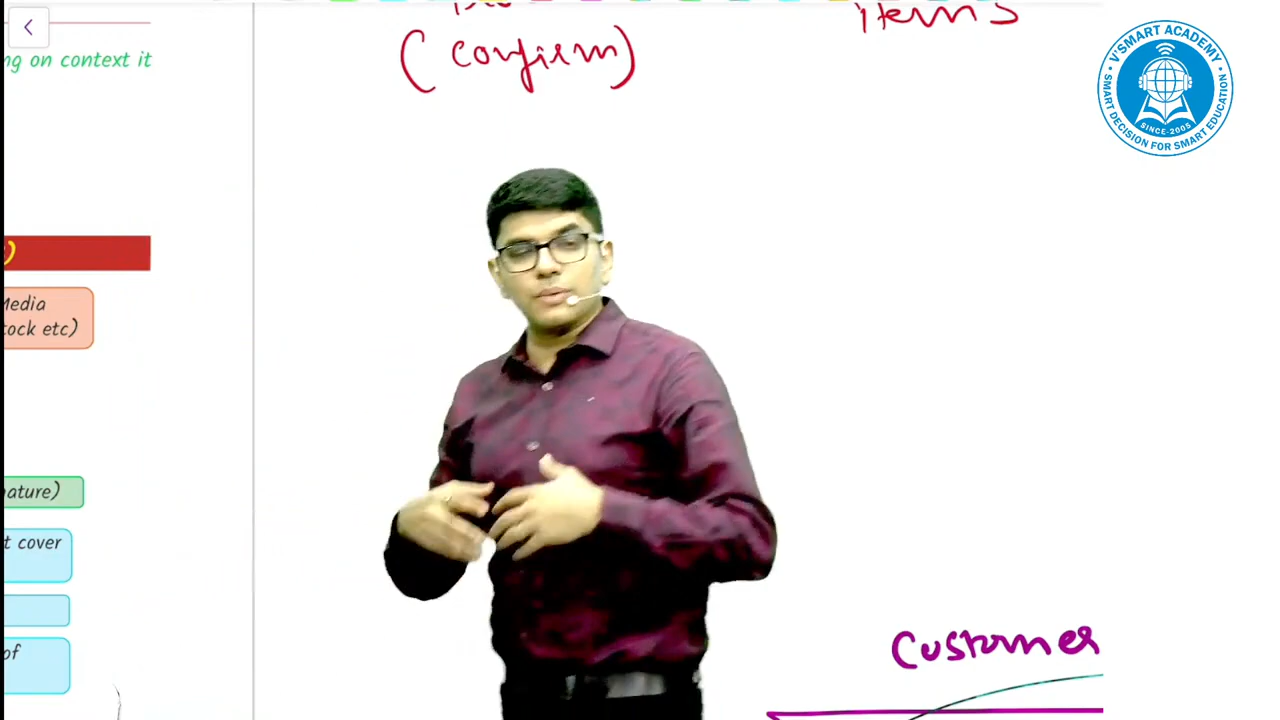 items
(confirm)
ng on context it
Media
tock etc)
nature)
t cover
of
Customer
V'SMART ACADEMY
SINCE-2005
SMART DECISION FOR SMART EDUCATION